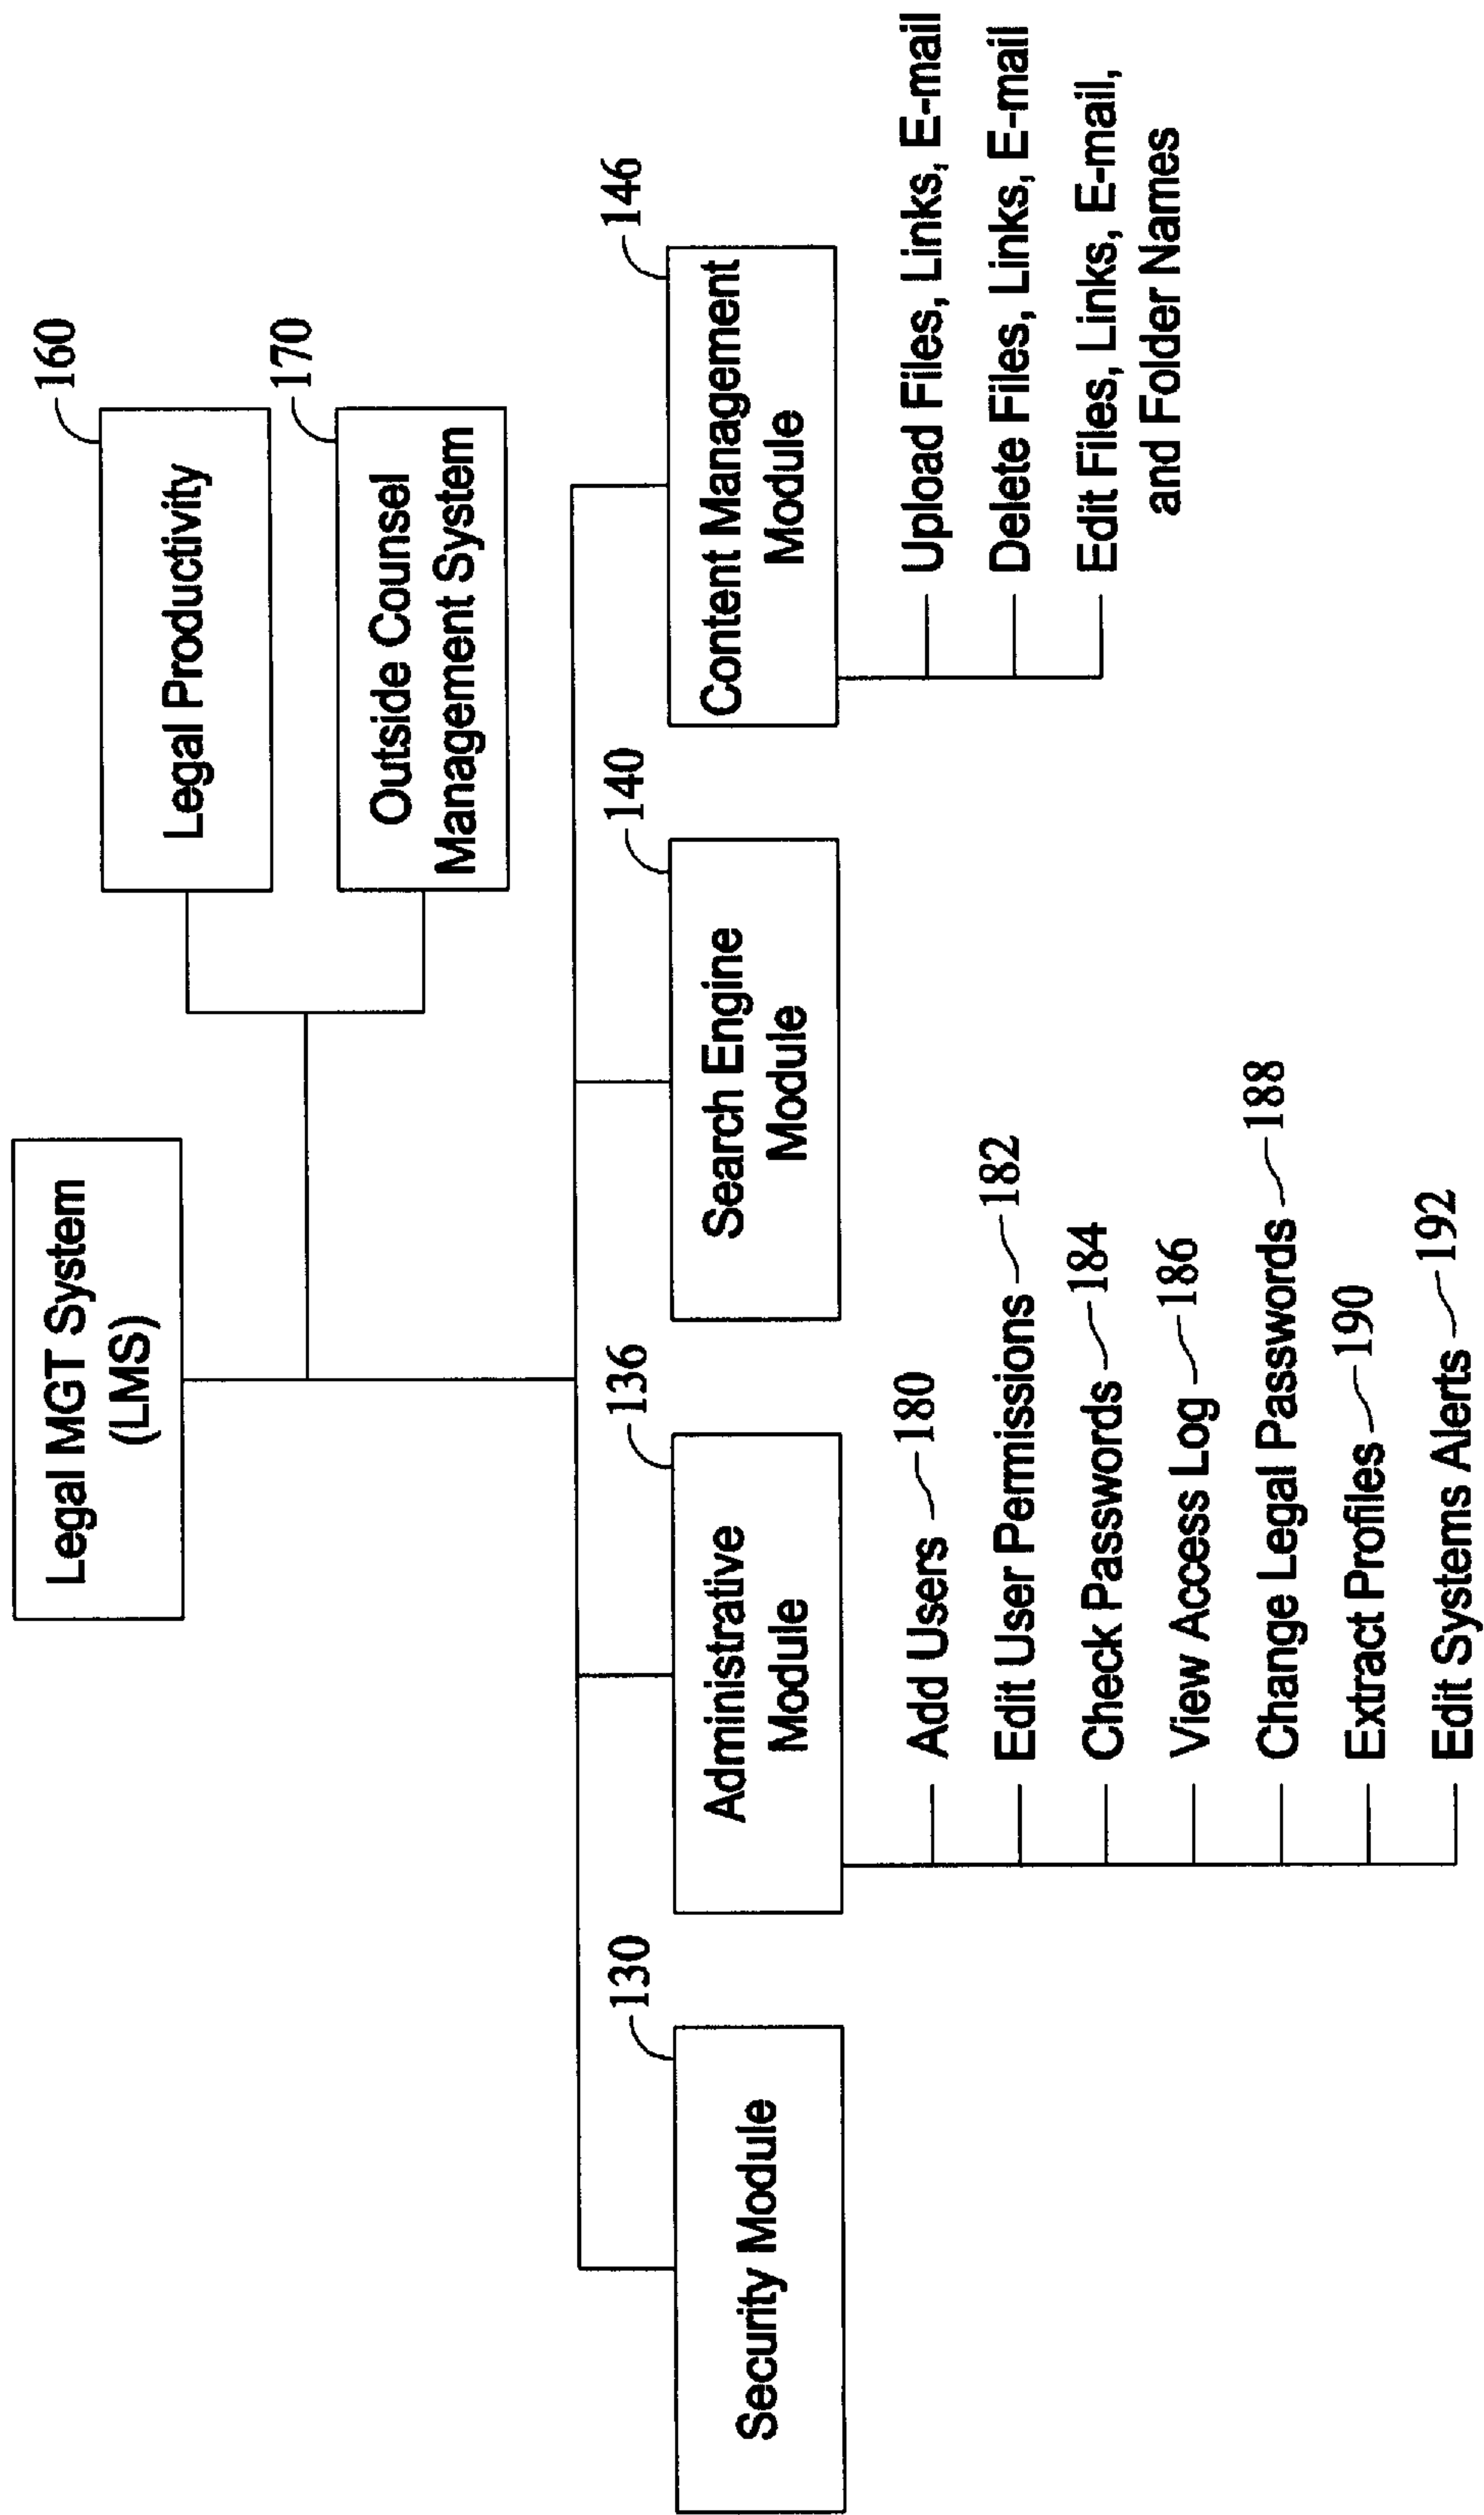 Legal MGT System
(LMS)
160
Legal Productivity
170
Outside Counsel
Management System
130
Security Module
136
Administrative
Module
140
Search Engine
Module
146
Content Management
Module
Add Users 180
Edit User Permissions 182
Check Passwords 184
View Access Log 186
Change Legal Passwords 188
Extract Profiles 190
Edit Systems Alerts 192
Upload Files, Links, E-mail
Delete Files, Links, E-mail
Edit Files, Links, E-mail,
and Folder Names